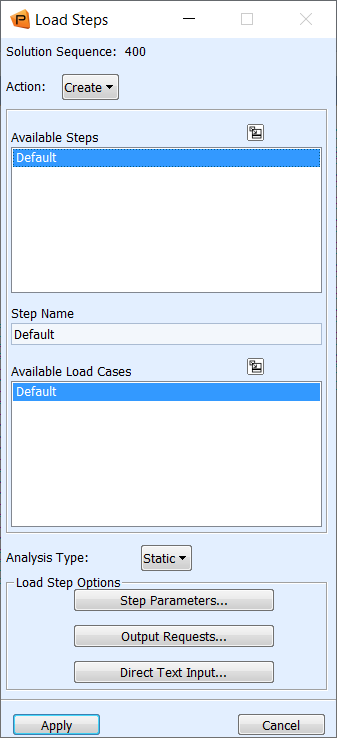 Load Steps
Solution Sequence: 400
Action: Create
Available Steps
Default
Step Name
Default
Available Load Cases
Default
Analysis Type: Static
Load Step Options
Step Parameters...
Output Requests...
Direct Text Input...
Apply Cancel